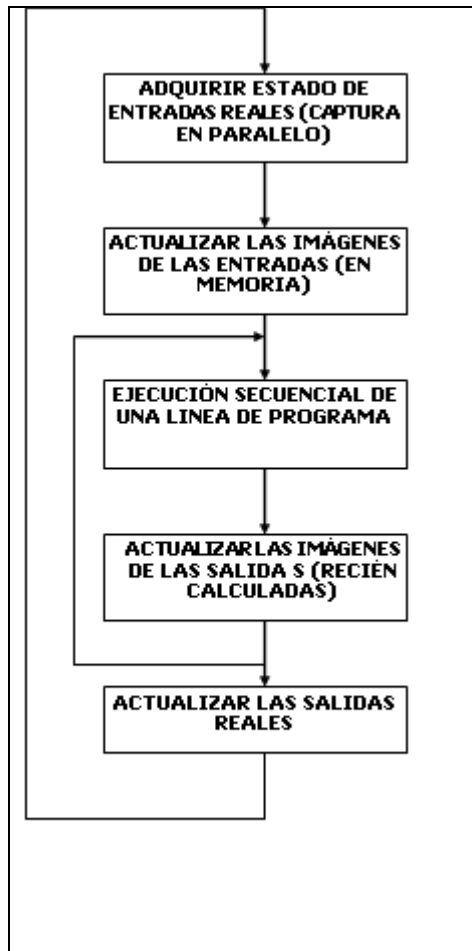 ADQUIRIR ESTADO DE
ENTRADAS REALES (CAPTURA
EN PARALELO)
ACTUALIZAR LAS IMÁGENES
DE LAS ENTRADAS (EN
MEMORIA)
EJECUCIÓN SECUENCIAL DE
UNA LINEA DE PROGRAMA
ACTUALIZAR LAS IMÁGENES
DE LAS SALIDA S (RECIÉN
CALCULADAS)
ACTUALIZAR LAS SALIDAS
REALES